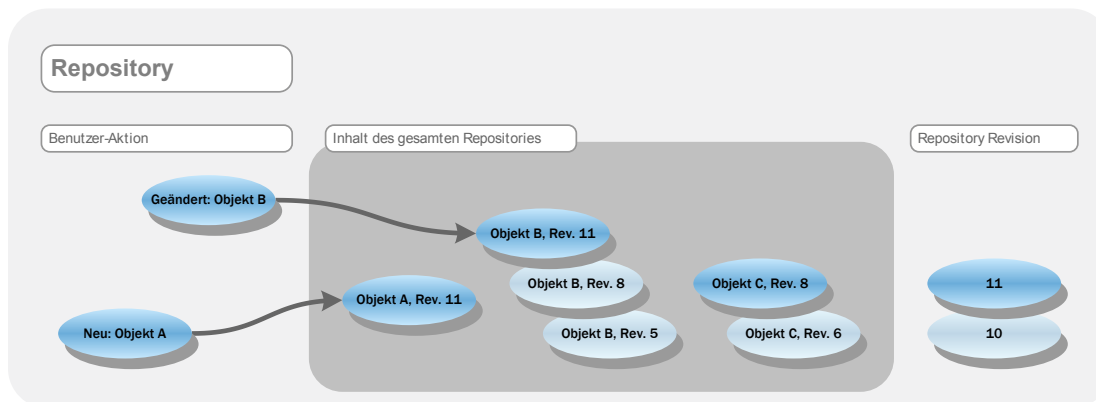 Repository
Benutzer-Aktion
Inhalt des gesamten Repositories
Repository Revision
Geändert: Objekt B
Objekt B, Rev. 11
Objekt B, Rev. 8
Objekt C, Rev. 8
11
Objekt A, Rev. 11
Neu: Objekt A
Objekt B, Rev. 5
Objekt C, Rev. 6
10